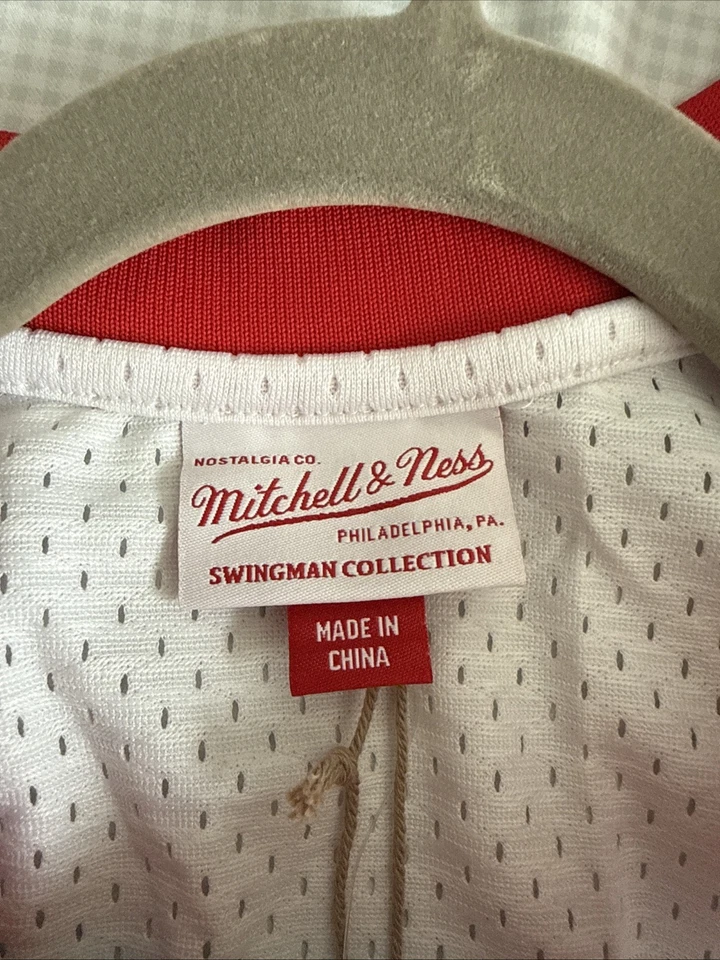 NOSTALGIA CO.
Mitchell & Ness
PHILADELPHIA, PA.
SWINGMAN COLLECTION
MADE IN
CHINA